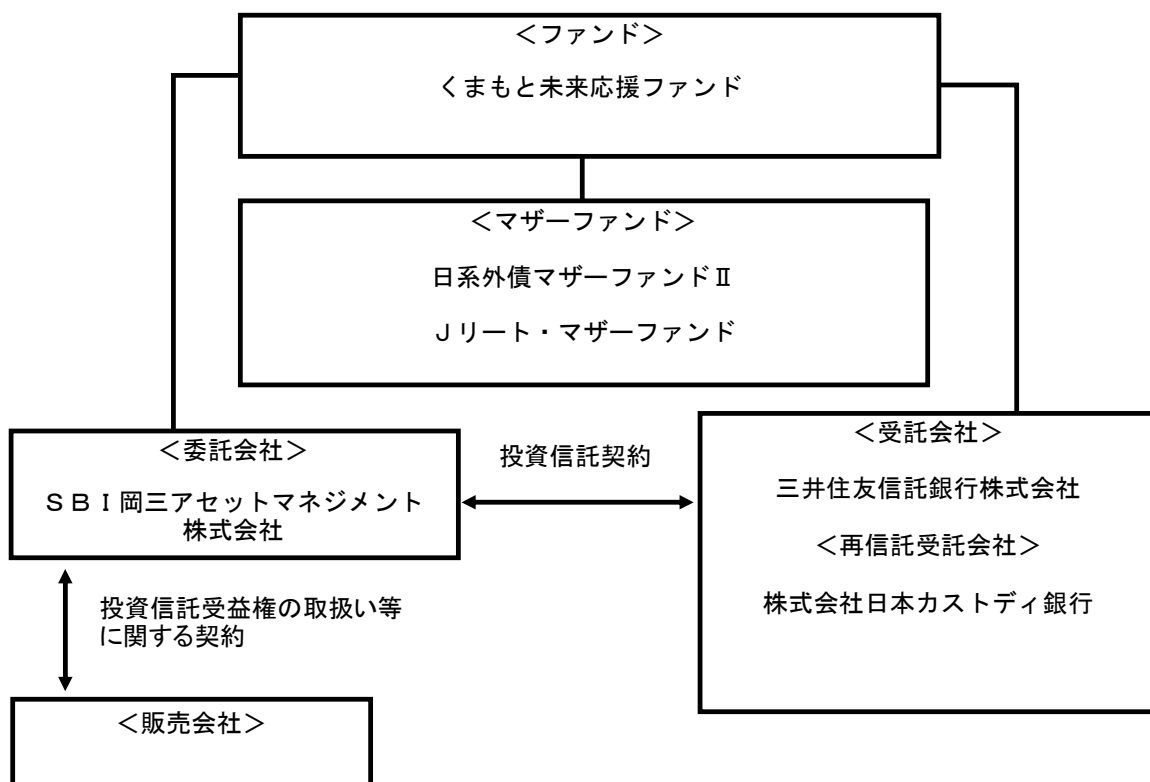 ＜ファンド＞
くまもと未来応援ファンド
＜マザーファンド＞
日系外債マザーファンドⅡ
Ｊリート・マザーファンド
＜委託会社＞
ＳＢＩ岡三アセットマネジメント
株式会社
投資信託契約
＜受託会社＞
三井住友信託銀行株式会社
＜再信託受託会社＞
株式会社日本カストディ銀行
投資信託受益権の取扱い等
に関する契約
＜販売会社＞